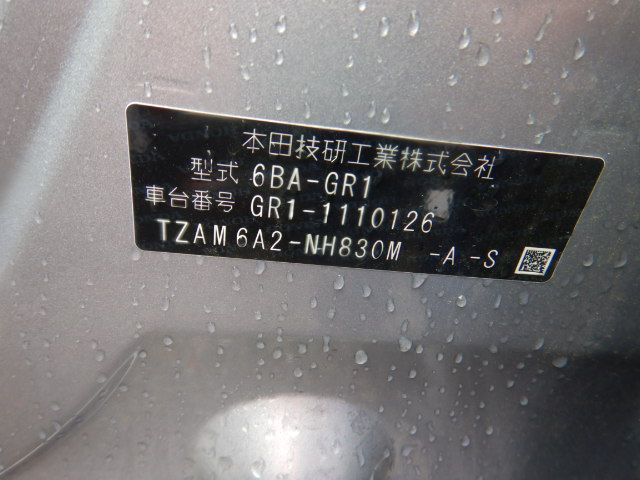 本田技研工業株式会社
型式 6BA-GR1
車台番号 GR1-1110126
TZAM6A2-NH830M -A -S